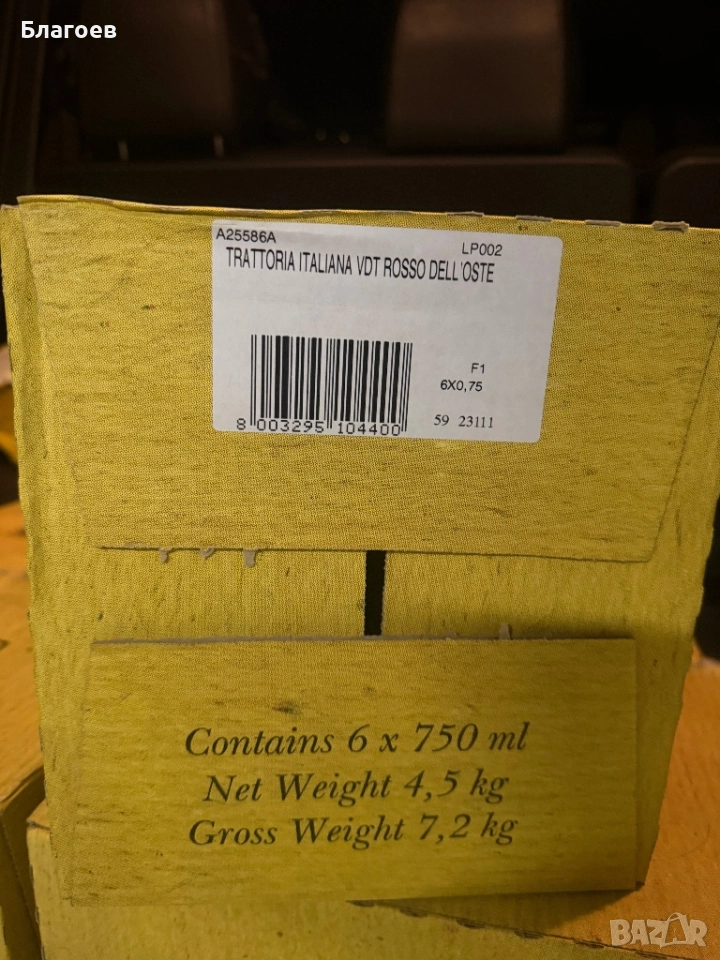 Благоев
A25586A
LP002
TRATTORIA ITALIANA VDT ROSSO DELL'OSTE
F1
6X0,75
8 003295 104400
59 23111
Contains 6 x 750 ml
Net Weight 4,5 kg
Gross Weight 7,2 kg
BAZAR